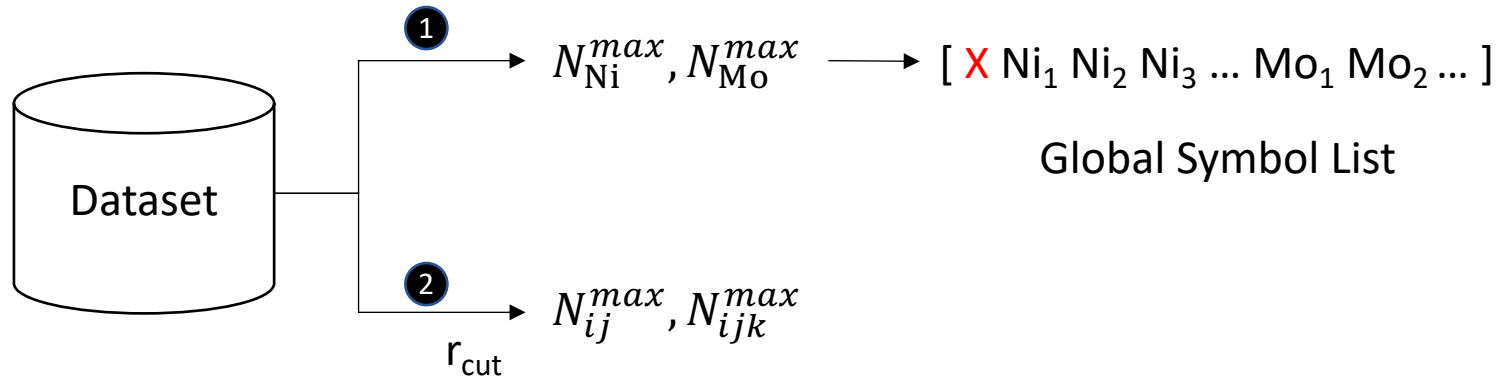 1
N_Ni^max, N_Mo^max
[ X Ni₁ Ni₂ Ni₃ ... Mo₁ Mo₂ ... ]
Global Symbol List
Dataset
2
N_ij^max, N_ijk^max
r_cut